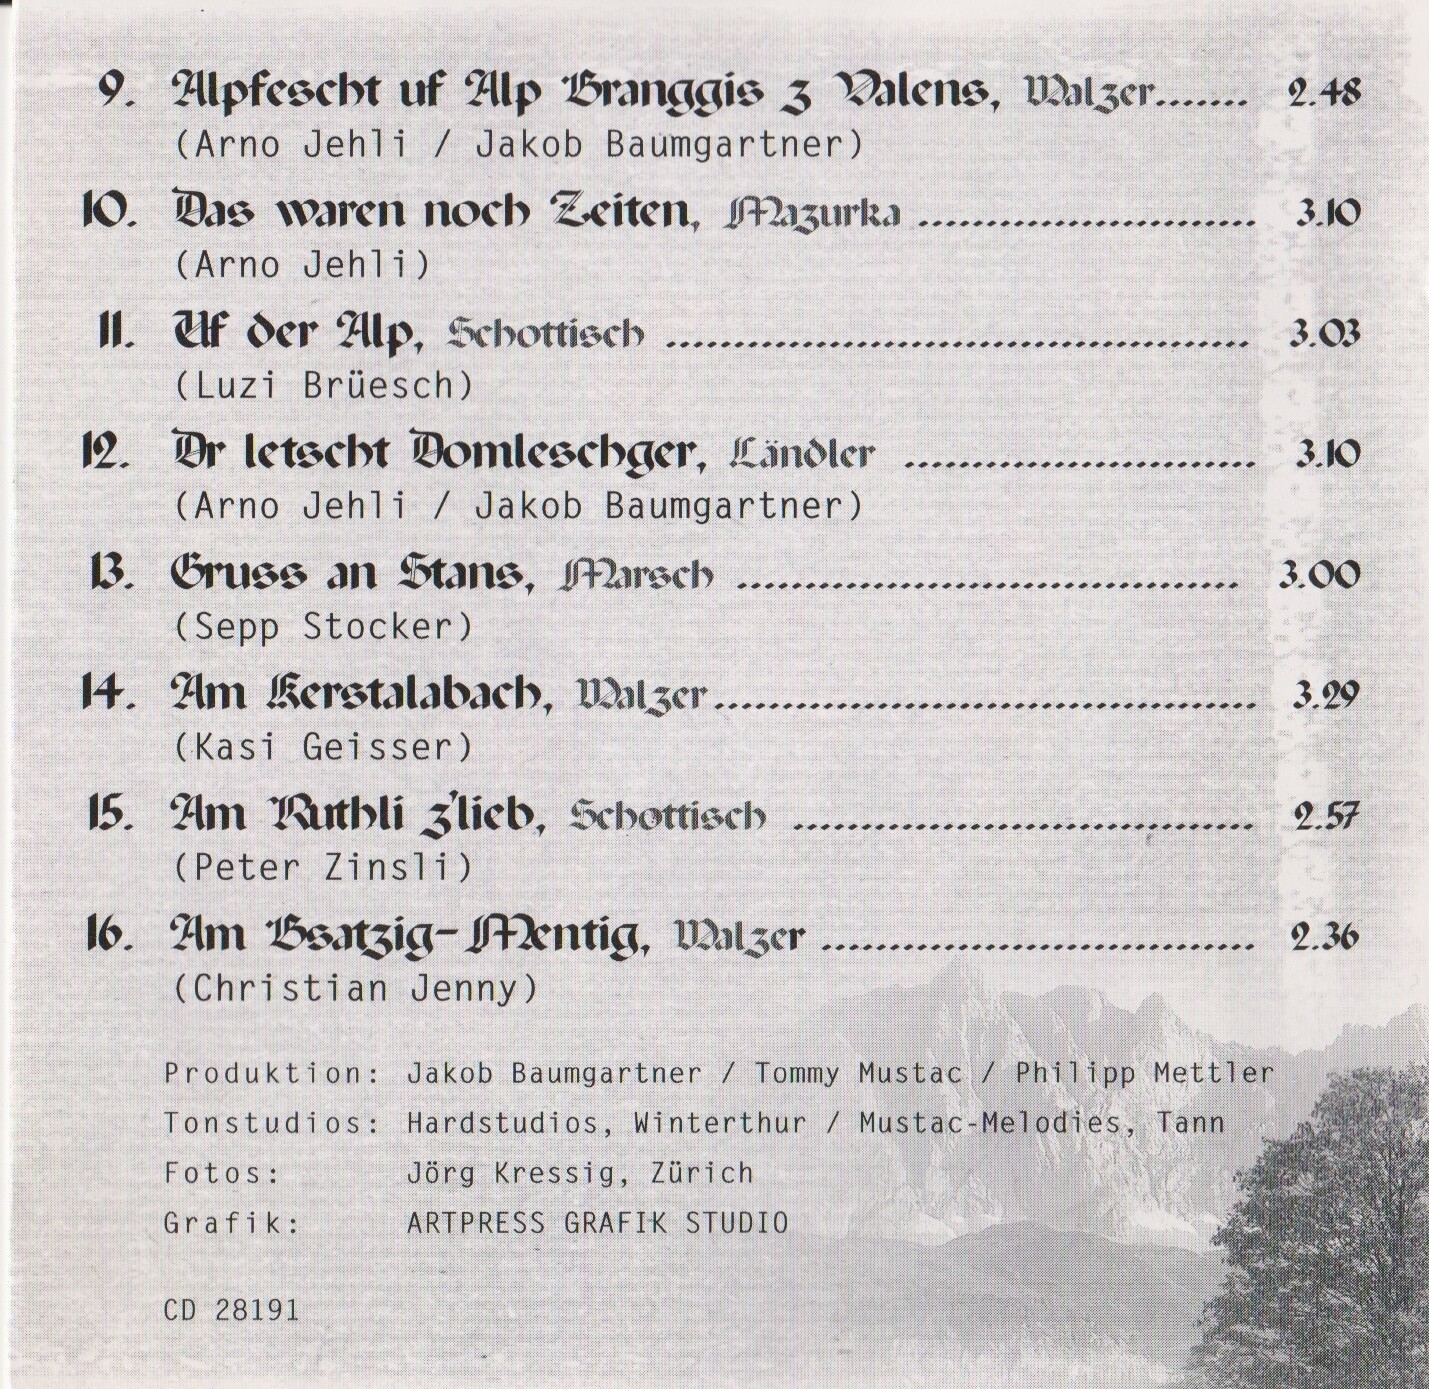 9. Alpfescht uf Alp Branggis z Valens, Walzer....... 2.48
(Arno Jehli / Jakob Baumgartner)
10. Das waren noch Zeiten, Mazurka ......................... 3.10
(Arno Jehli)
11. Uf der Alp, Schottisch ........................................... 3.03
(Luzi Brüesch)
12. Dr letscht Domleschger, Ländler .......................... 3.10
(Arno Jehli / Jakob Baumgartner)
13. Gruss an Stans, Marsch ..................................... 3.00
(Sepp Stocker)
14. Am Kerstalabach, Walzer........................................ 3.29
(Kasi Geisser)
15. Am Ruthli z'lieb, Schottisch .................................. 2.57
(Peter Zinsli)
16. Am Bsatzig-Mentig, Walzer ................................ 2.36
(Christian Jenny)
Produktion: Jakob Baumgartner / Tommy Mustac / Philipp Mettler
Tonstudios: Hardstudios, Winterthur / Mustac-Melodies, Tann
Fotos: Jörg Kressig, Zürich
Grafik: ARTPRESS GRAFIK STUDIO
CD 28191